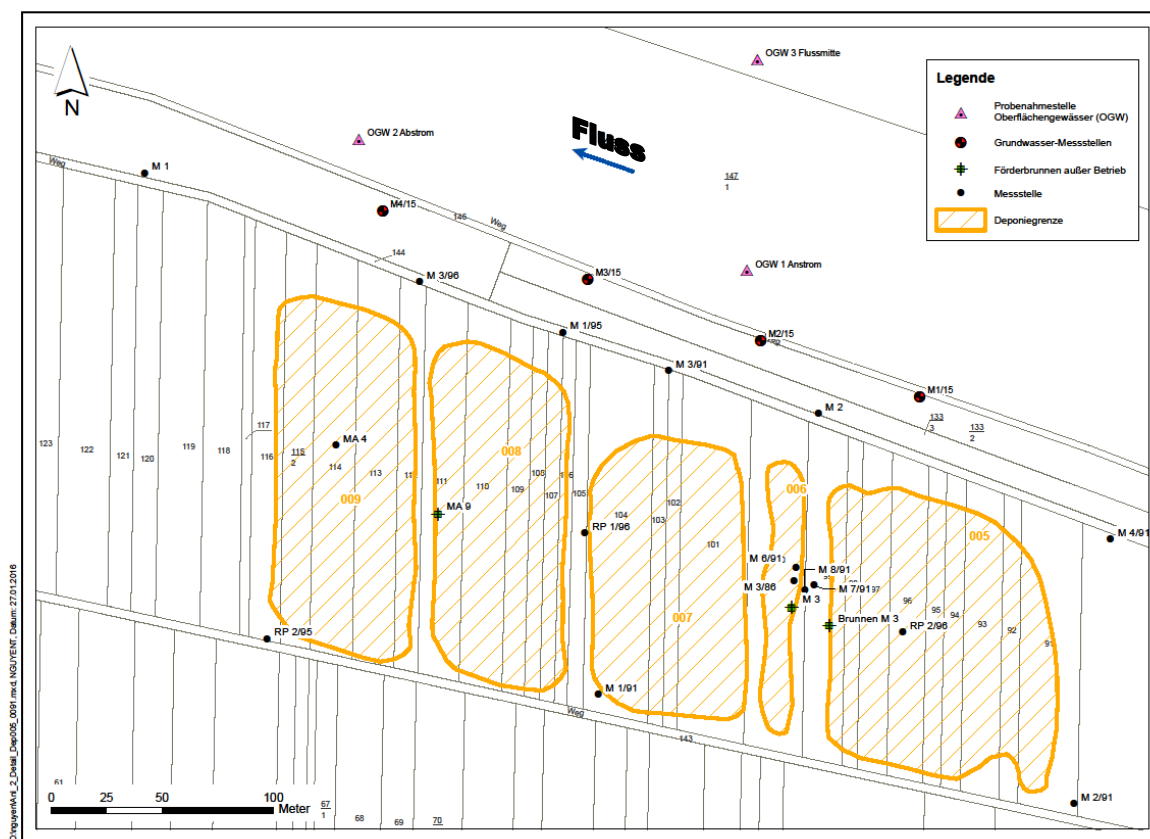 OGW 3 Flussmitte
Legende
Probenahmestelle
Oberflächengewässer (OGW)
Grundwasser-Messstellen
Förderbrunnen außer Betrieb
Messstelle
Deponiegrenze
N
OGW 2 Abstrom
Fluss
147
1
Weg
M 1
M4/15
146
Weg
144
M 3/96
M3/15
OGW 1 Anstrom
M 1/95
M2/15
M 3/91
M1/15
M 2
133
3
133
2
123
122
121
120
119
118
117
116
115
2
MA 4
114
113
009
008
111
110
109
108
107
105
MA 9
RP 1/96
104
103
102
101
007
006
005
M 4/91
M 6/91
M 8/91
M 3/86
M 7/91
97
M 3
Brunnen M 3
96
95
94
93
92
91
RP 2/96
RP 2/95
M 1/91
Weg
143
M 2/91
61
0
50
100
Meter
67
1
68
69
70